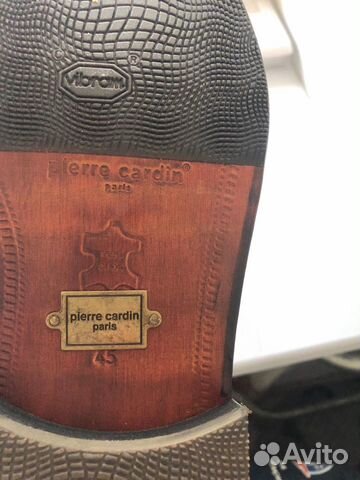 vibram®
pierre cardin®
Paris
pierre cardin
paris
45
Avito